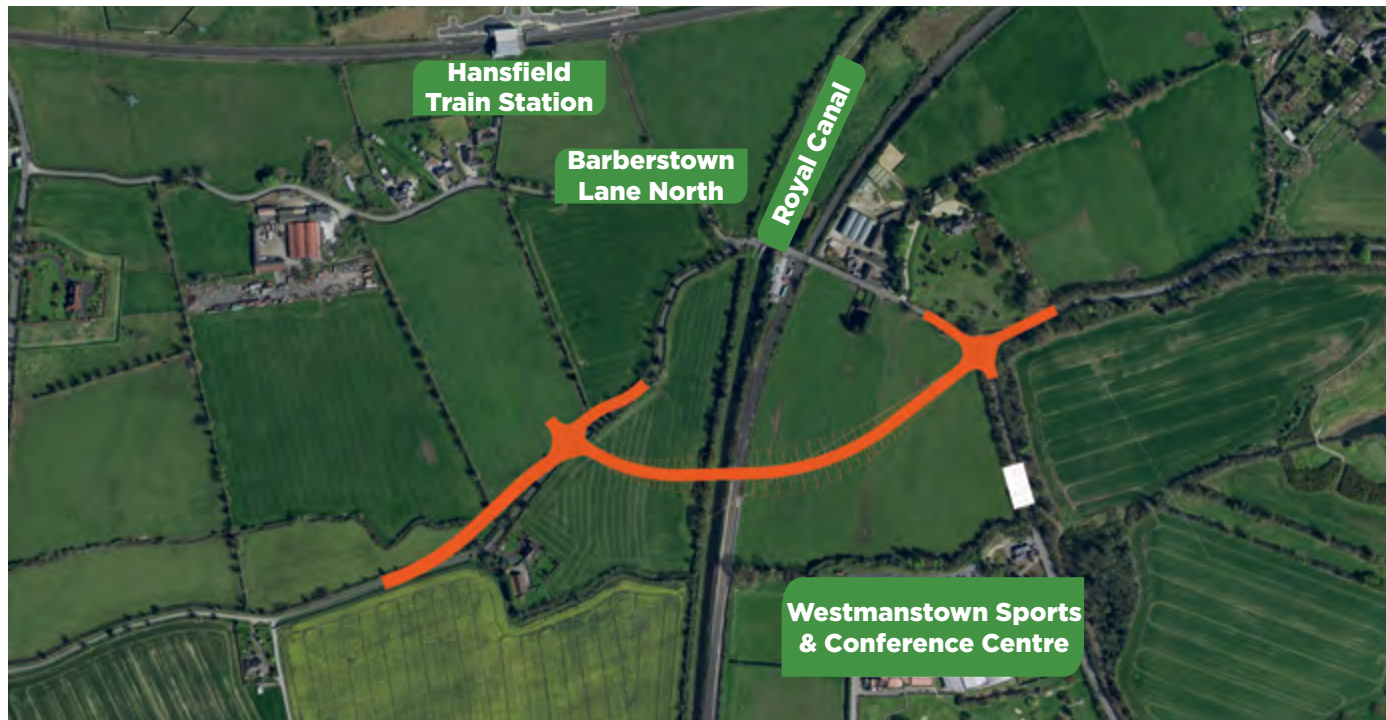 Hansfield
Train Station
Barberstown
Lane North
Royal Canal
Westmanstown Sports
& Conference Centre